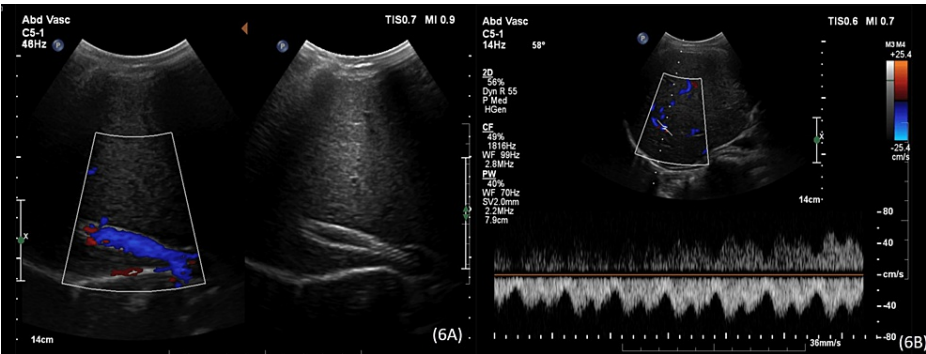 Abd Vasc
C5-1
46Hz
TIS0.7 MI 0.9
14cm
(6A)
Abd Vasc
C5-1
14Hz 58°
TIS0.6 MI 0.7
2D
56%
Dyn R 55
P Med
HGen
CF
49%
1816Hz
WF 99Hz
2.8MHz
PW
40%
WF 70Hz
SV2.0mm
2.2MHz
7.9cm
M3 M4
+25.4
-25.4
cm/s
x
x
14cm
80
40
cm/s
-40
-80
36mm/s
(6B)